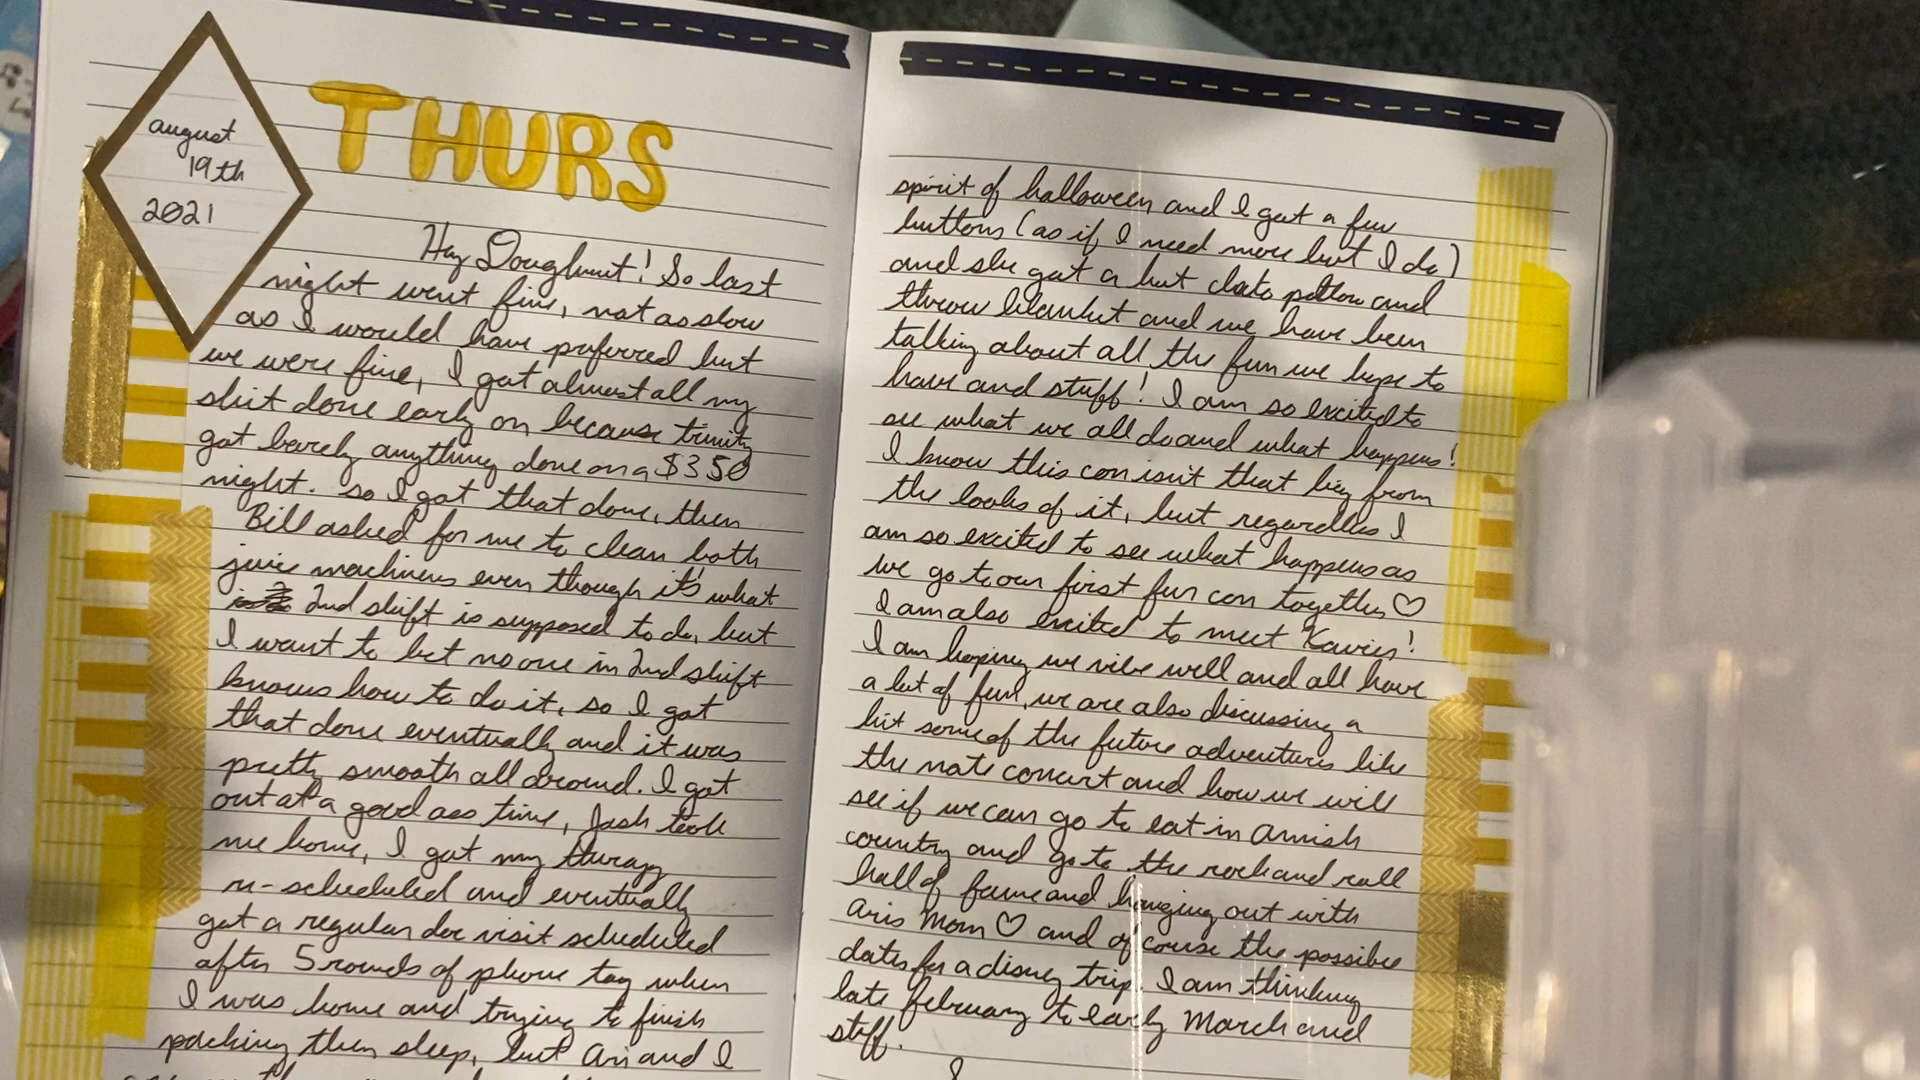 august
19th
2021
THURS
Hey Doughnut! So last
night went fine, not as slow
as I would have preferred but
we were fine, I got almost all my
shit done early on because trinity
got barely anything done on a $350
night. so I got that done, then
Bill asked for me to clean both
juice machines even though it's what
2nd shift is supposed to do, but
I want to but no one in 2nd shift
knows how to do it, so I got
that done eventually and it was
pretty smooth all around. I got
out at a good ass time, Josh took
me home, I got my therapy
re-scheduled and eventually
got a regular doc visit scheduled
after 5 rounds of phone tag when
I was home and trying to finish
packing then sleep, but Ari and I
spirit of halloween and I got a few
buttons (as if I need more but I do)
and she got a pillow and
throw blanket and we have been
talking about all the fun we hope to
have and stuff! I am so excited to
see what we all do and what happens!
I know this con isn't that big from
the looks of it, but regardless I
am so excited to see what happens as
we go to our first fur con together ♡
I am also excited to meet!
I am hoping we vibe well and all have
a lot of fun, we are also discussing a
bit some of the future adventures like
the nate concert and how we will
see if we can go to eat in amish
country and go to the rock and roll
hall of fame and hanging out with
Aris Mom ♡ and of course the possible
dates for a disney trip. I am thinking
late february to early March and
stuff.
I